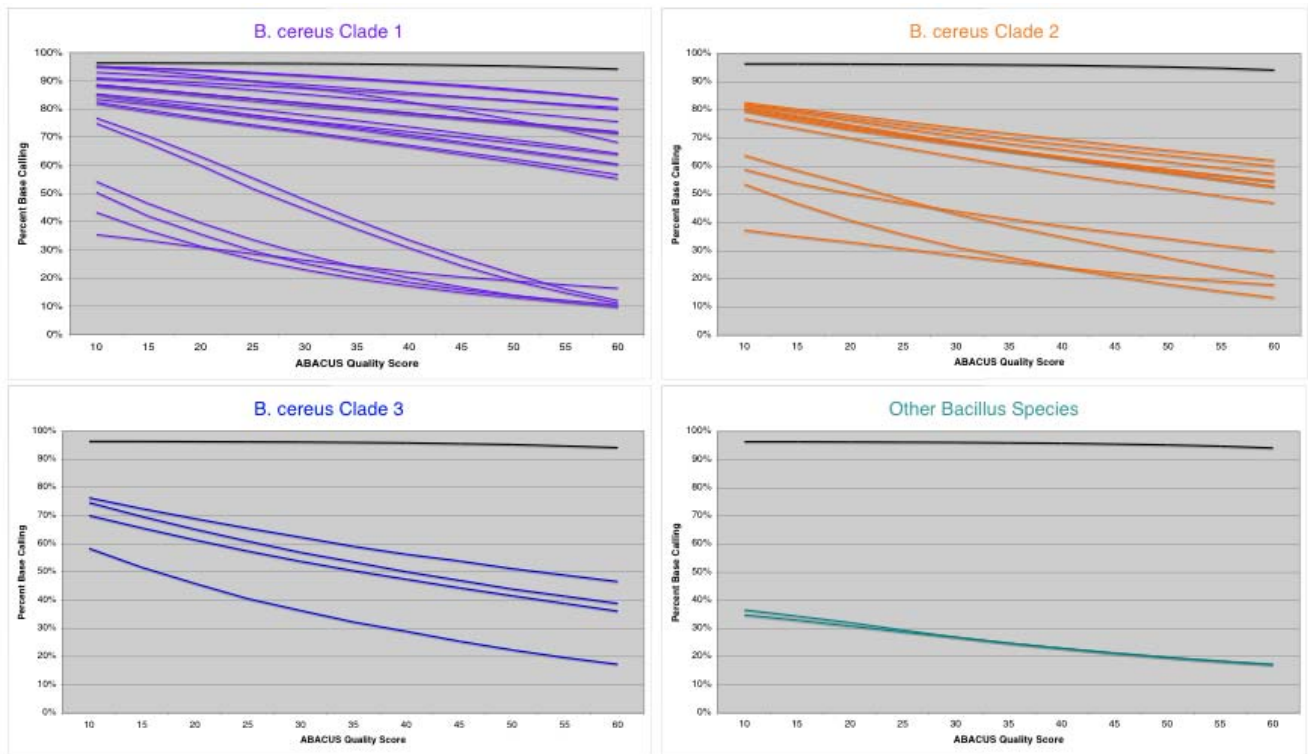 B. cereus Clade 1
Percent Base Calling
100%
90%
80%
70%
60%
50%
40%
30%
20%
10%
0%
10 15 20 25 30 35 40 45 50 55 60
ABACUS Quality Score
B. cereus Clade 2
Percent Base Calling
100%
90%
80%
70%
60%
50%
40%
30%
20%
10%
0%
10 15 20 25 30 35 40 45 50 55 60
ABACUS Quality Score
B. cereus Clade 3
Percent Base Calling
100%
90%
80%
70%
60%
50%
40%
30%
20%
10%
0%
10 15 20 25 30 35 40 45 50 55 60
ABACUS Quality Score
Other Bacillus Species
Percent Base Calling
100%
90%
80%
70%
60%
50%
40%
30%
20%
10%
0%
10 15 20 25 30 35 40 45 50 55 60
ABACUS Quality Score